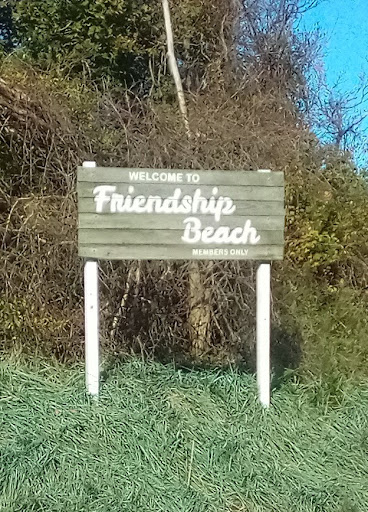 WELCOME TO
Friendship
Beach
MEMBERS ONLY